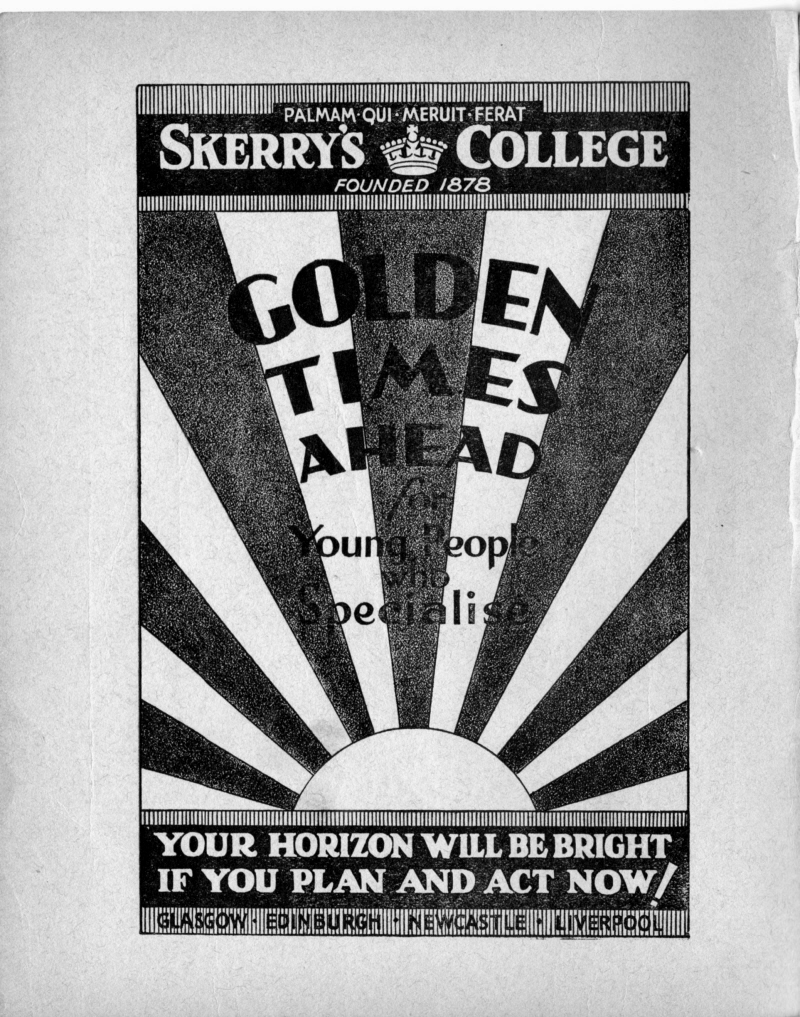 PALMAM·QUI·MERUIT·FERAT
SKERRY'S COLLEGE
FOUNDED 1878
GOLDEN
TIMES
AHEAD
for
Young People
who
Specialise
YOUR HORIZON WILL BE BRIGHT
IF YOU PLAN AND ACT NOW!
GLASGOW · EDINBURGH · NEWCASTLE · LIVERPOOL